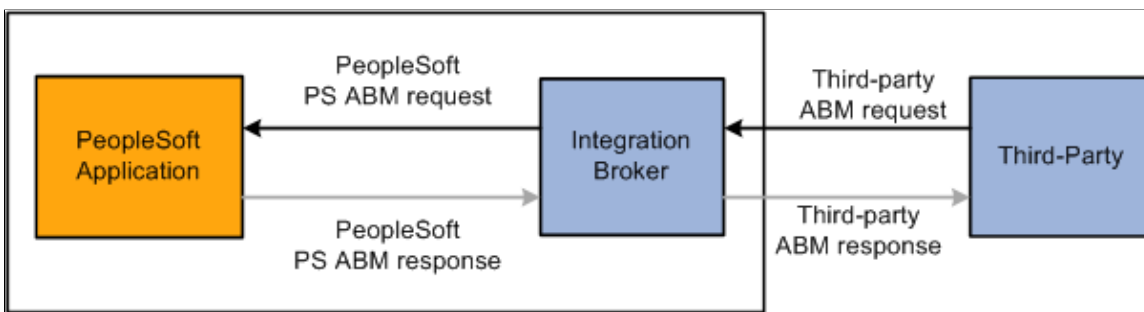 PeopleSoft
PS ABM request
Third-party
ABM request
PeopleSoft
Application
Integration
Broker
Third-Party
PeopleSoft
PS ABM response
Third-party
ABM response